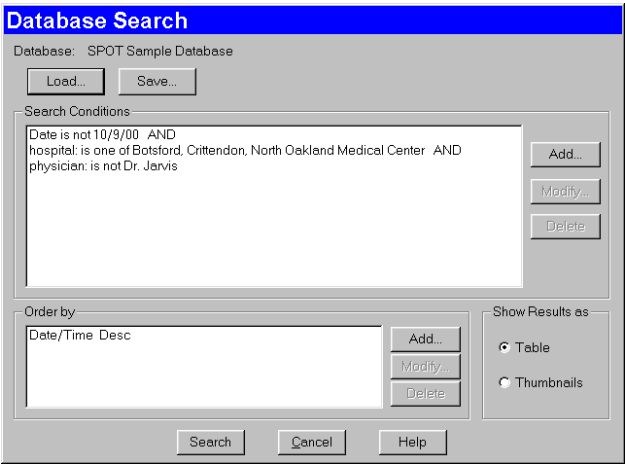 Database Search
Database: SPOT Sample Database
Load... Save...
Search Conditions
Date is not 10/9/00 AND
hospital: is one of Botsford, Crittendon, North Oakland Medical Center AND
physician: is not Dr. Jarvis
Add...
Modify...
Delete
Order by
Date/Time Desc
Add...
Modify...
Delete
Show Results as
Table
Thumbnails
Search Cancel Help